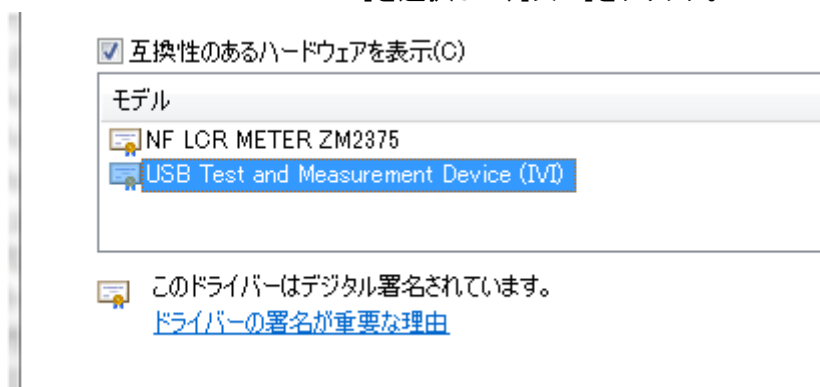 互換性のあるハードウェアを表示(C)
モデル
NF LCR METER ZM2375
USB Test and Measurement Device (IVI)
このドライバーはデジタル署名されています。
ドライバーの署名が重要な理由